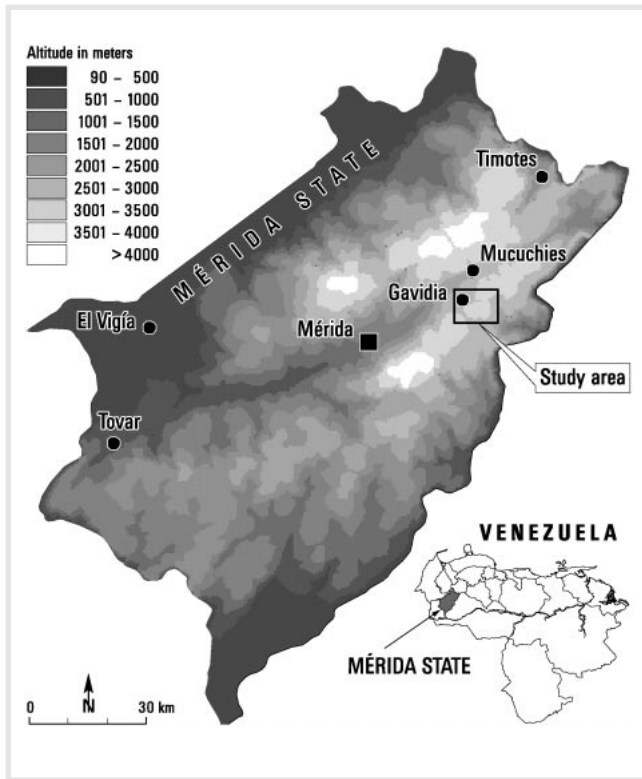 Altitude in meters
90 – 500
501 – 1000
1001 – 1500
1501 – 2000
2001 – 2500
2501 – 3000
3001 – 3500
3501 – 4000
>4000
MÉRIDA STATE
Timotes
Mucuchies
Gavidia
El Vigía
Mérida
Study area
Tovar
VENEZUELA
MÉRIDA STATE
N
0 30 km